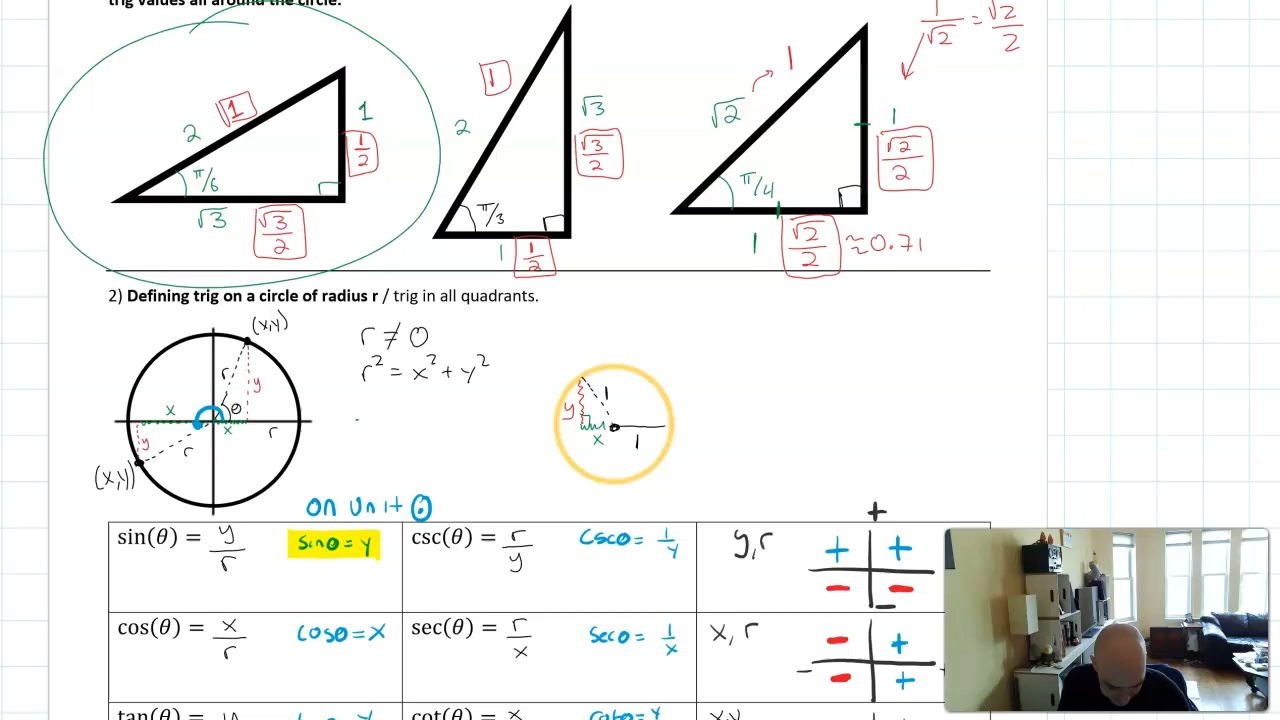 trig values all around the circle.
1/√2 = √2/2
2 1 1 1/2 π/6 √3 √3/2
1 2 √3 √3/2 π/3 1 1/2
1 √2 1 √2/2 π/4 1 √2/2 ≈0.71
2) Defining trig on a circle of radius r / trig in all quadrants.
(x,y)
r ≠ 0
r² = x² + y²
r y θ x x r y r
(x,y)
1 y x 1
on unit
+
sin(θ) = y/r sinθ = y csc(θ) = r/y cscθ = 1/y y,r + +
- -
-
cos(θ) = x/r cosθ = x sec(θ) = r/x secθ = 1/x x, r - +
-
- +
tan(θ) = cot(θ) = x